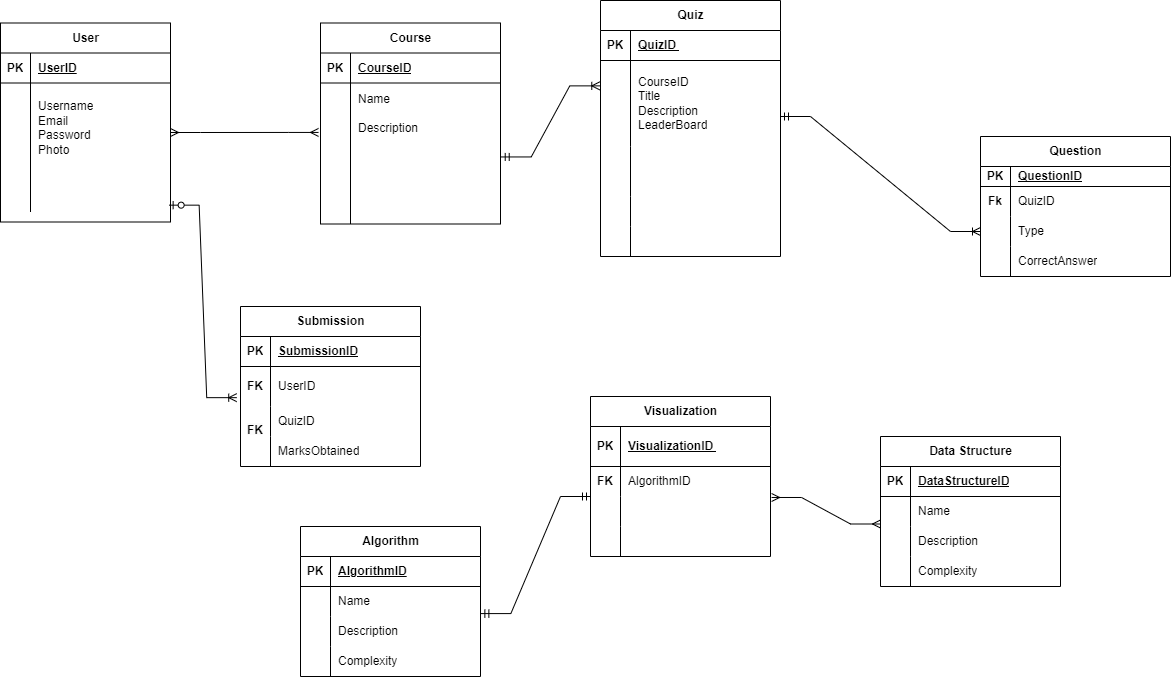 User
PK UserID
Username
Email
Password
Photo
Course
PK CourseID
Name
Description
Quiz
PK QuizID
CourseID
Title
Description
LeaderBoard
Question
PK QuestionID
Fk QuizID
Type
CorrectAnswer
Submission
PK SubmissionID
FK UserID
FK QuizID
MarksObtained
Visualization
PK VisualizationID
FK AlgorithmID
Data Structure
PK DataStructureID
Name
Description
Complexity
Algorithm
PK AlgorithmID
Name
Description
Complexity